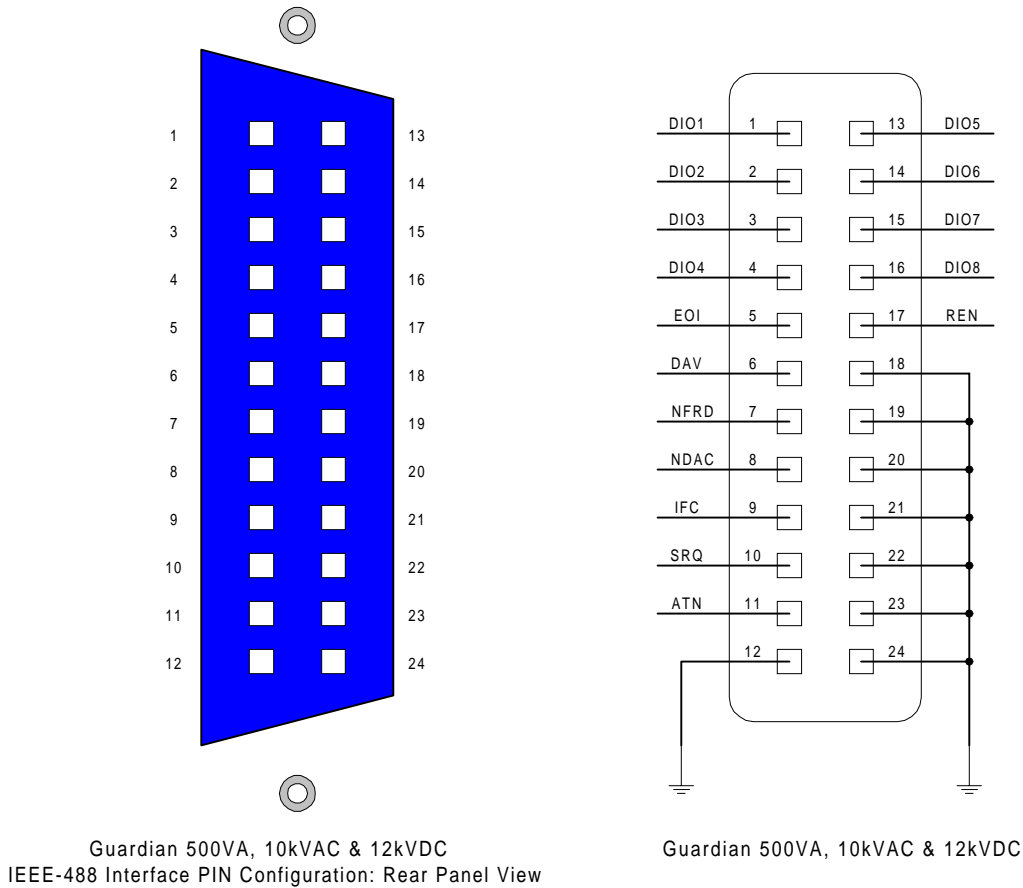 1 13
2 14
3 15
4 16
5 17
6 18
7 19
8 20
9 21
10 22
11 23
12 24
Guardian 500VA, 10kVAC & 12kVDC
IEEE-488 Interface PIN Configuration: Rear Panel View
DIO1 1 13 DIO5
DIO2 2 14 DIO6
DIO3 3 15 DIO7
DIO4 4 16 DIO8
EOI 5 17 REN
DAV 6 18
NFRD 7 19
NDAC 8 20
IFC 9 21
SRQ 10 22
ATN 11 23
12 24
Guardian 500VA, 10kVAC & 12kVDC